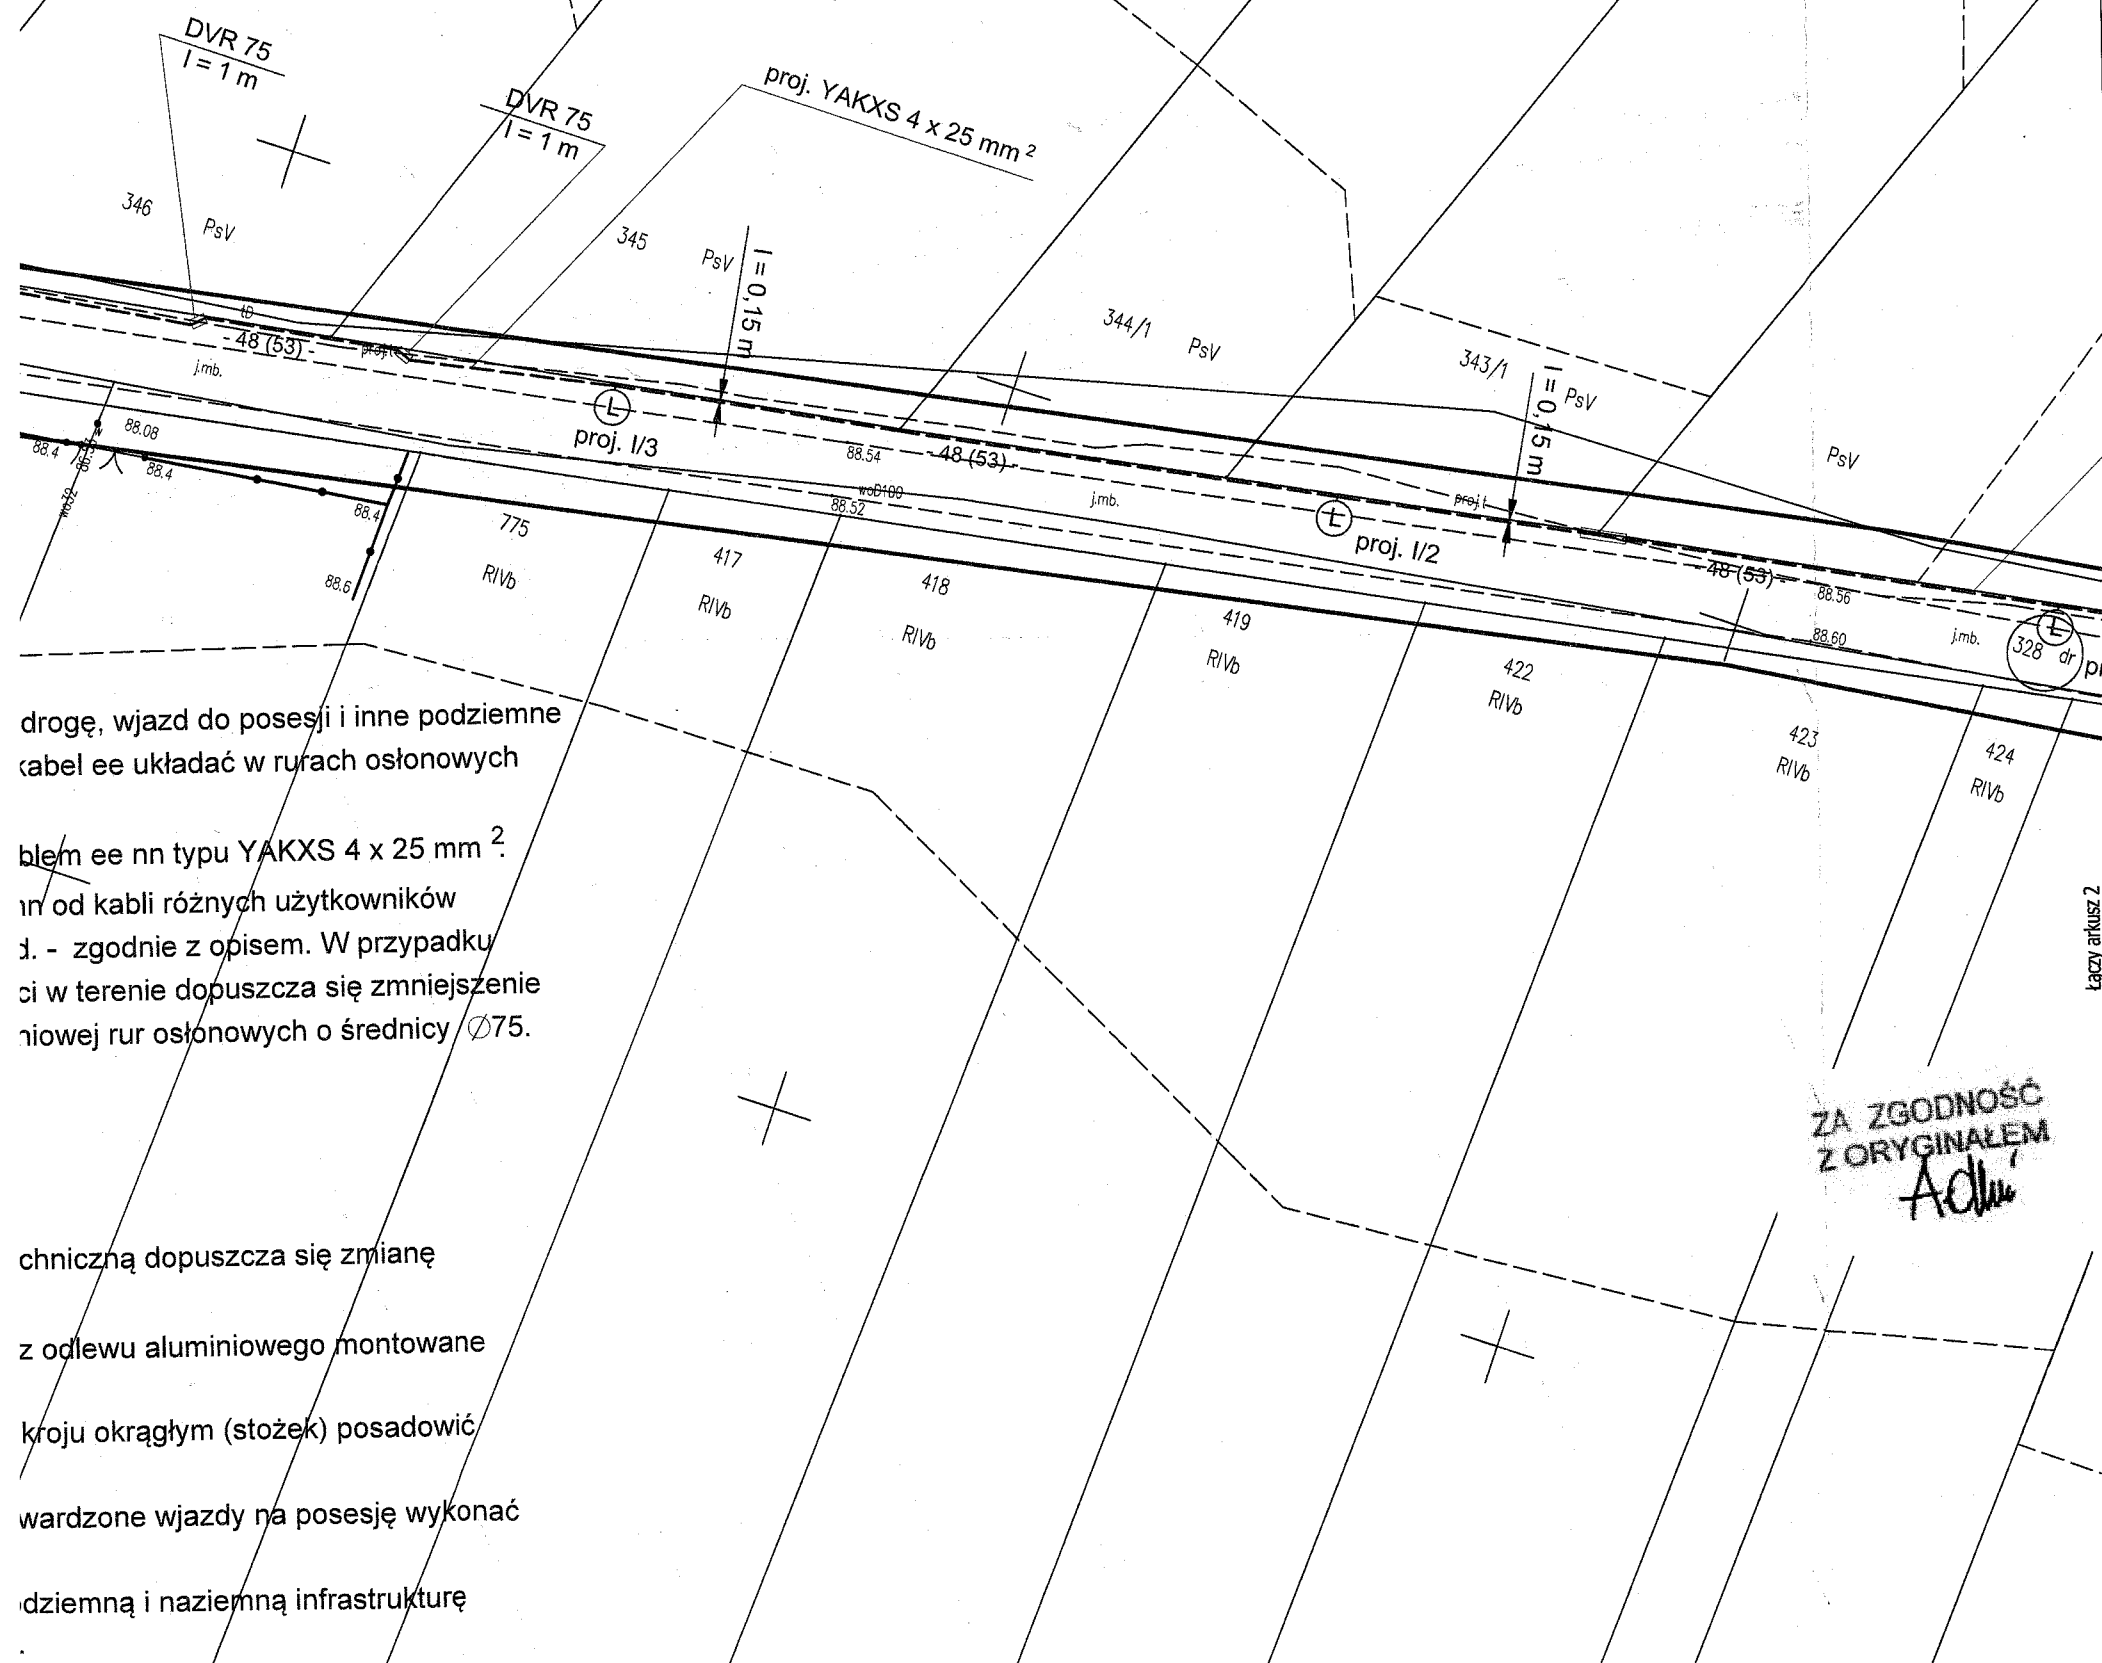 DVR 75
l = 1 m
DVR 75
l = 1 m
proj. YAKXS 4 x 25 mm ²
346
PsV
345
PsV
l = 0,15 m
344/1
PsV
343/1
PsV
l = 0,15 m
PsV
tD
- 48 (53) -
proj.t
j.mb.
L
proj. I/3
88.54
- 48 (53) -
woD100
88.52
j.mb.
proj.t
L
proj. I/2
- 48 (53) -
88.56
88.60
j.mb.
L
328 dr
88.08
88.4
w
88.4
wo32
88.4
88.6
775
RIVb
417
RIVb
418
RIVb
419
RIVb
422
RIVb
423
RIVb
424
RIVb
drogę, wjazd do posesji i inne podziemne
kabel ee układać w rurach osłonowych
blem ee nn typu YAKXS 4 x 25 mm ².
nn od kabli różnych użytkowników
d. - zgodnie z opisem. W przypadku
ci w terenie dopuszcza się zmniejszenie
niowej rur osłonowych o średnicy ∅75.
chniczną dopuszcza się zmianę
z odlewu aluminiowego montowane
kroju okrągłym (stożek) posadowić
wardzone wjazdy na posesję wykonać
dziemną i naziemną infrastrukturę
Łączy arkusz 2
ZA ZGODNOŚĆ
Z ORYGINAŁEM